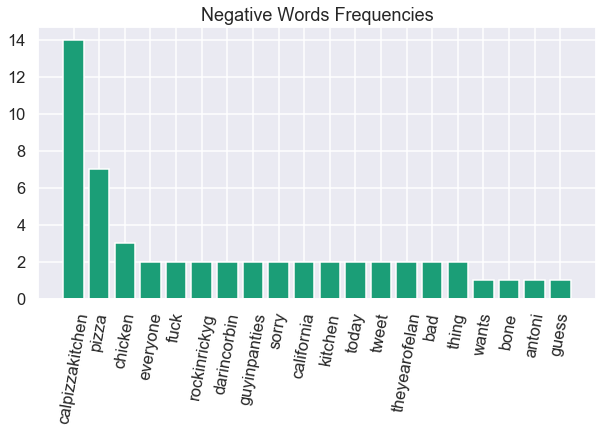 Negative Words Frequencies
14
12
10
8
6
4
2
0
calpizzakitchen
pizza
chicken
everyone
fuck
rockinrickyg
darincorbin
guyinpanties
sorry
california
kitchen
today
tweet
theyearofelan
bad
thing
wants
bone
antoni
guess